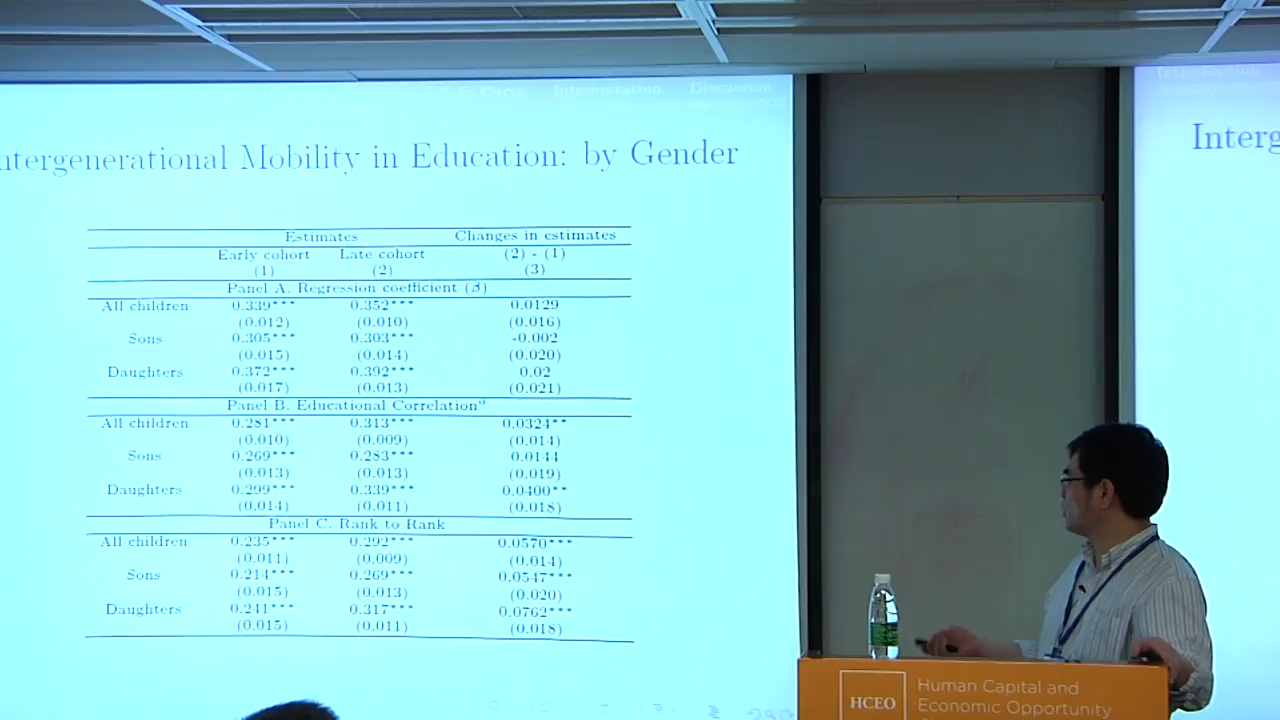 Interpretation Discussion
ntergenerational Mobility in Education: by Gender
Estimates Changes in estimates
Early cohort Late cohort (2) - (1)
(1) (2) (3)
Panel A. Regression coefficient (β)
All children 0.339*** 0.352*** 0.0129
(0.012) (0.010) (0.016)
Sons 0.305*** 0.303*** -0.002
(0.015) (0.014) (0.020)
Daughters 0.372*** 0.392*** 0.02
(0.017) (0.013) (0.021)
Panel B. Educational Correlation
All children 0.281*** 0.313*** 0.0324**
(0.010) (0.009) (0.014)
Sons 0.269*** 0.283*** 0.0144
(0.013) (0.013) (0.019)
Daughters 0.299*** 0.339*** 0.0400**
(0.014) (0.011) (0.018)
Panel C. Rank to Rank
All children 0.235*** 0.292*** 0.0570***
(0.011) (0.009) (0.014)
Sons 0.214*** 0.269*** 0.0547***
(0.015) (0.013) (0.020)
Daughters 0.241*** 0.317*** 0.0762***
(0.015) (0.011) (0.018)
Introduction
Interg
HCEO
Human Capital and
Economic Opportunity